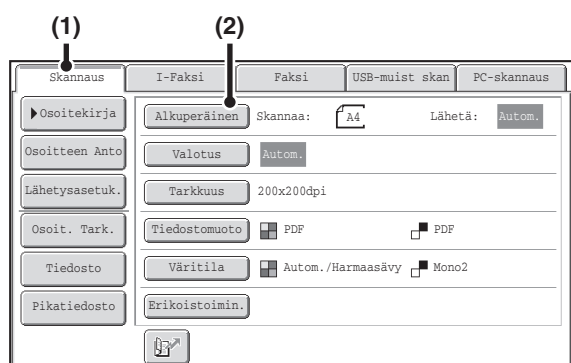 (1) (2)
Skannaus I-Faksi Faksi USB-muist skan PC-skannaus
Osoitekirja Alkuperäinen Skannaa: A4 Lähetä: Autom.
Osoitteen Anto Valotus Autom.
Lähetysasetuk. Tarkkuus 200x200dpi
Osoit. Tark. Tiedostomuoto PDF PDF
Tiedosto Väritila Autom./Harmaasävy Mono2
Pikatiedosto Erikoistoimin.